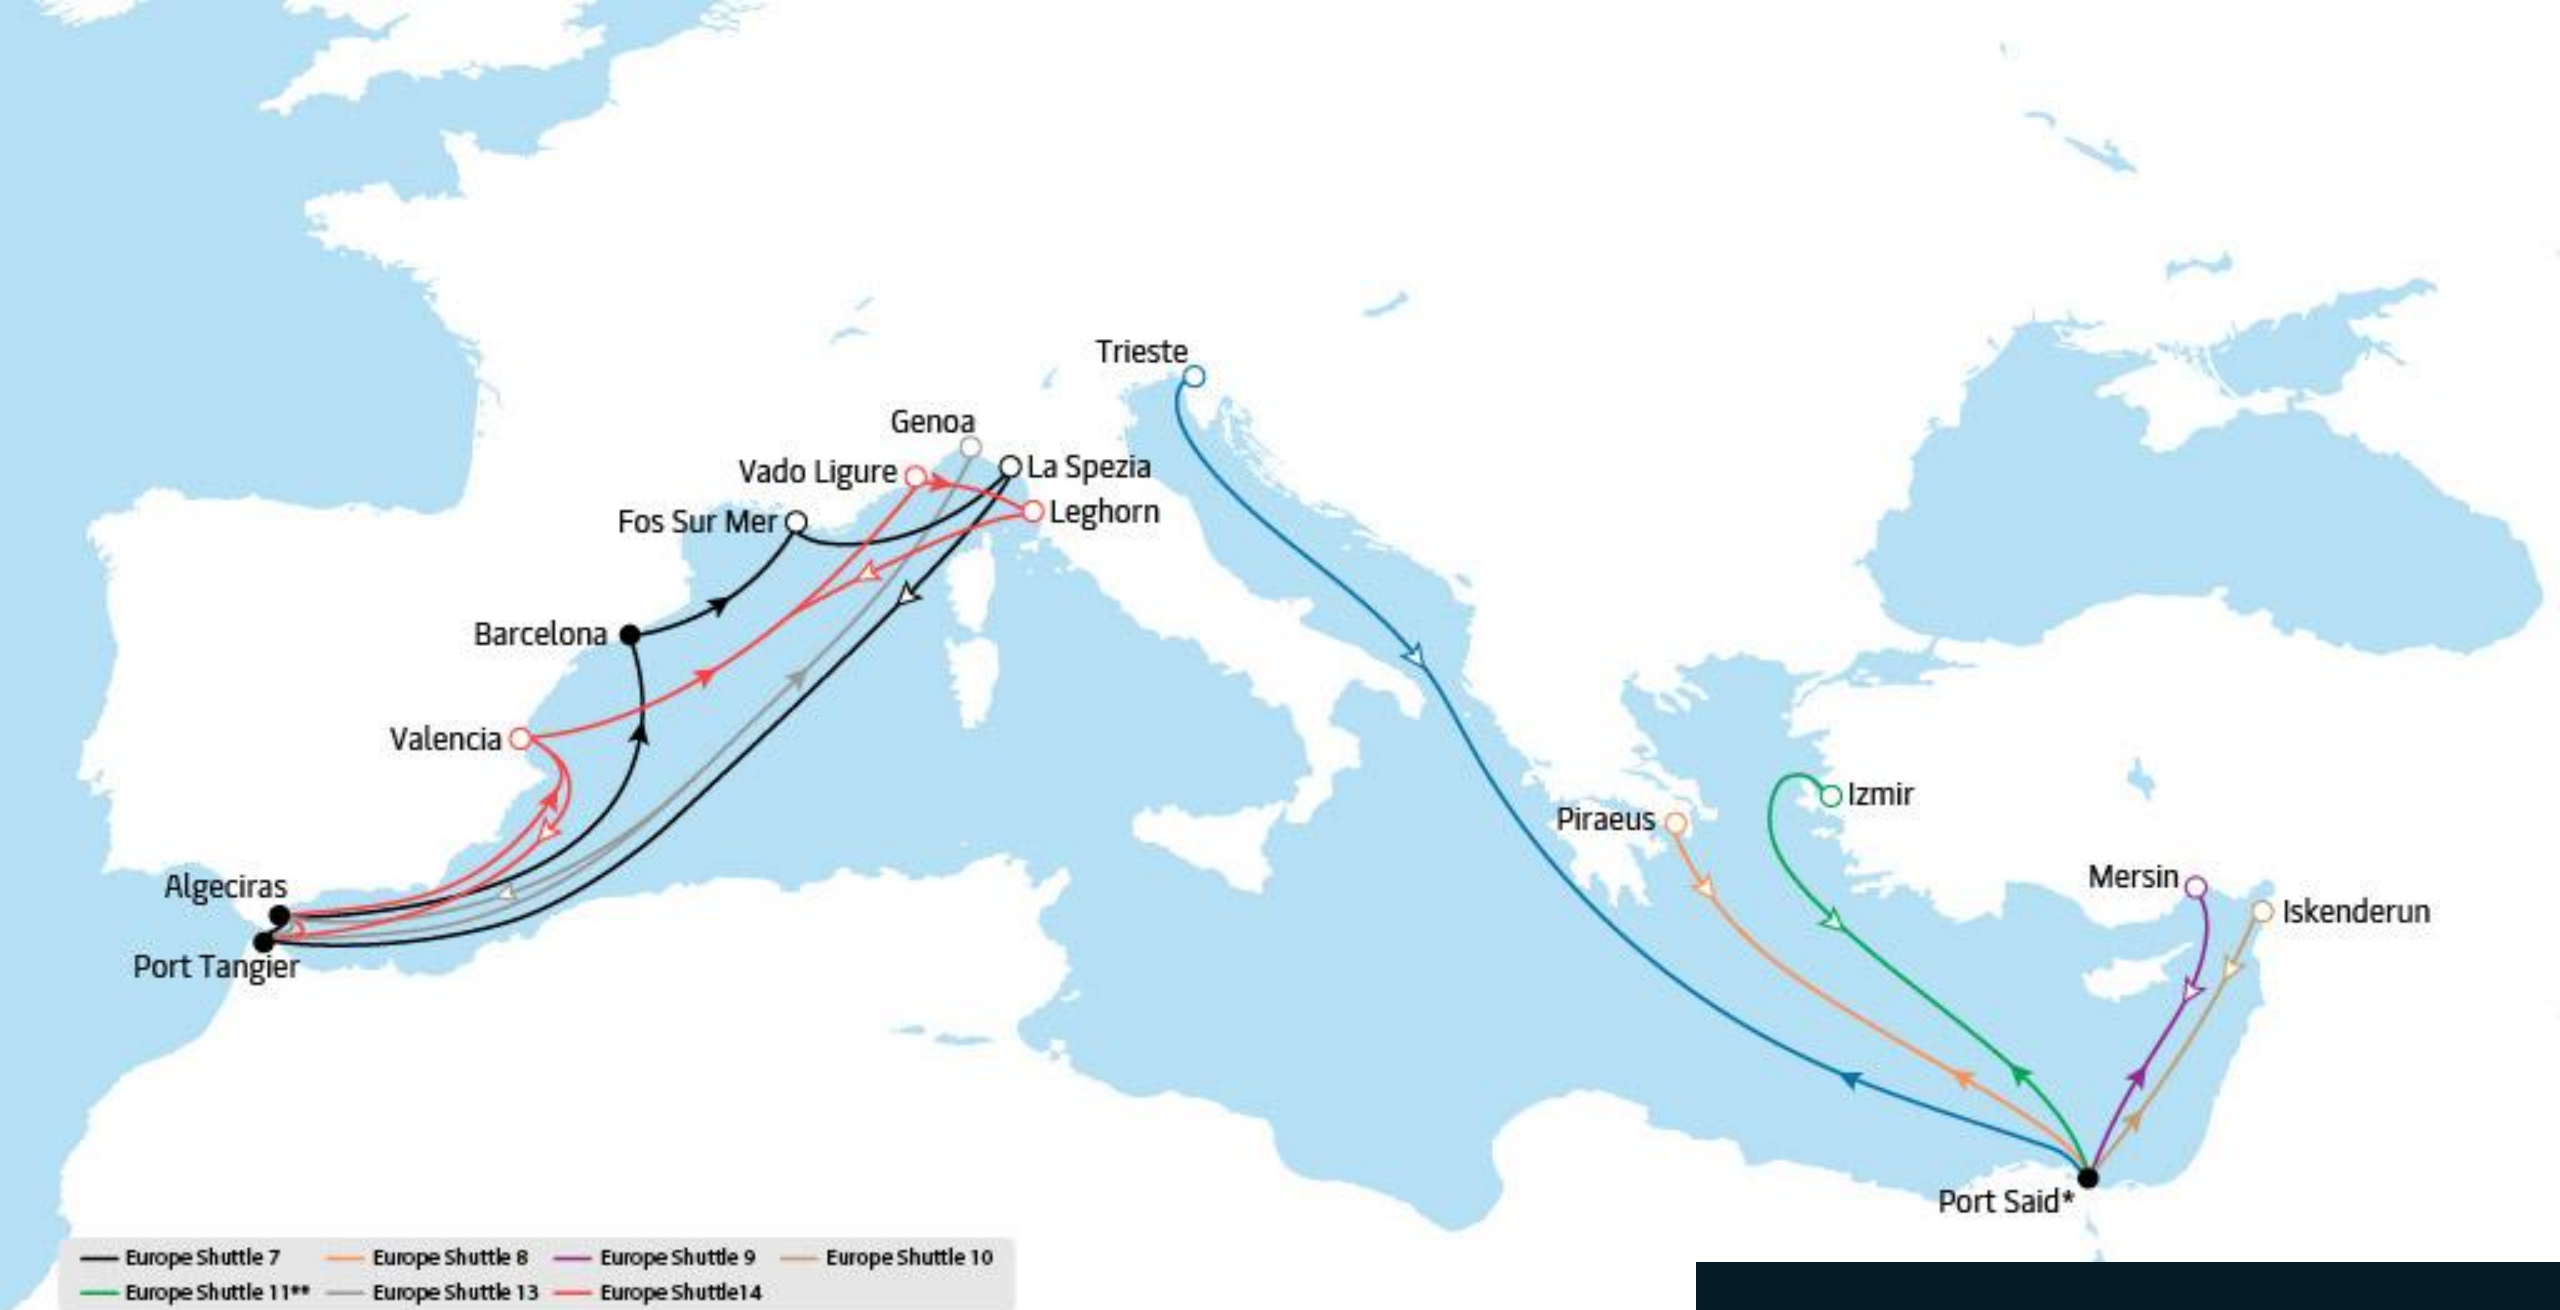 Trieste
Genoa
Vado Ligure
La Spezia
Fos Sur Mer
Leghorn
Barcelona
Valencia
Izmir
Piraeus
Mersin
Algeciras
Iskenderun
Port Tangier
Port Said*
Europe Shuttle 7 Europe Shuttle 8 Europe Shuttle 9 Europe Shuttle 10
Europe Shuttle 11** Europe Shuttle 13 Europe Shuttle14